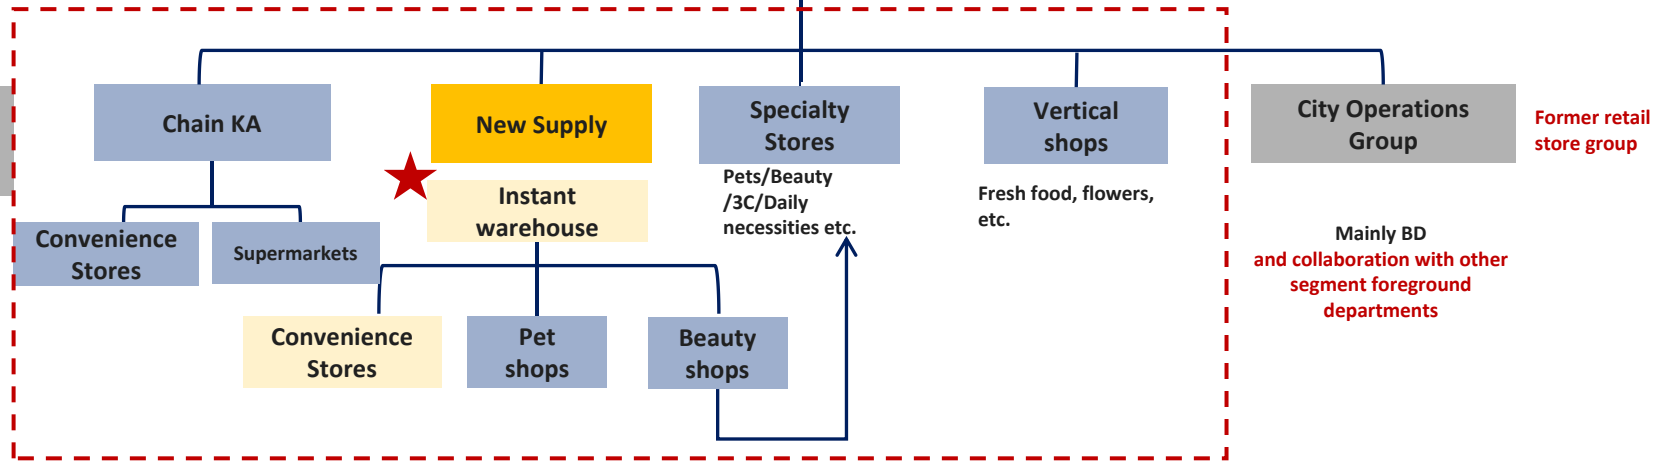 Chain KA
New Supply
Specialty
Stores
Vertical
shops
City Operations
Group
Former retail
store group
Pets/Beauty
/3C/Daily
necessities etc.
Fresh food, flowers,
etc.
Instant
warehouse
Convenience
Stores
Supermarkets
Mainly BD
and collaboration with other
segment foreground
departments
Convenience
Stores
Pet
shops
Beauty
shops